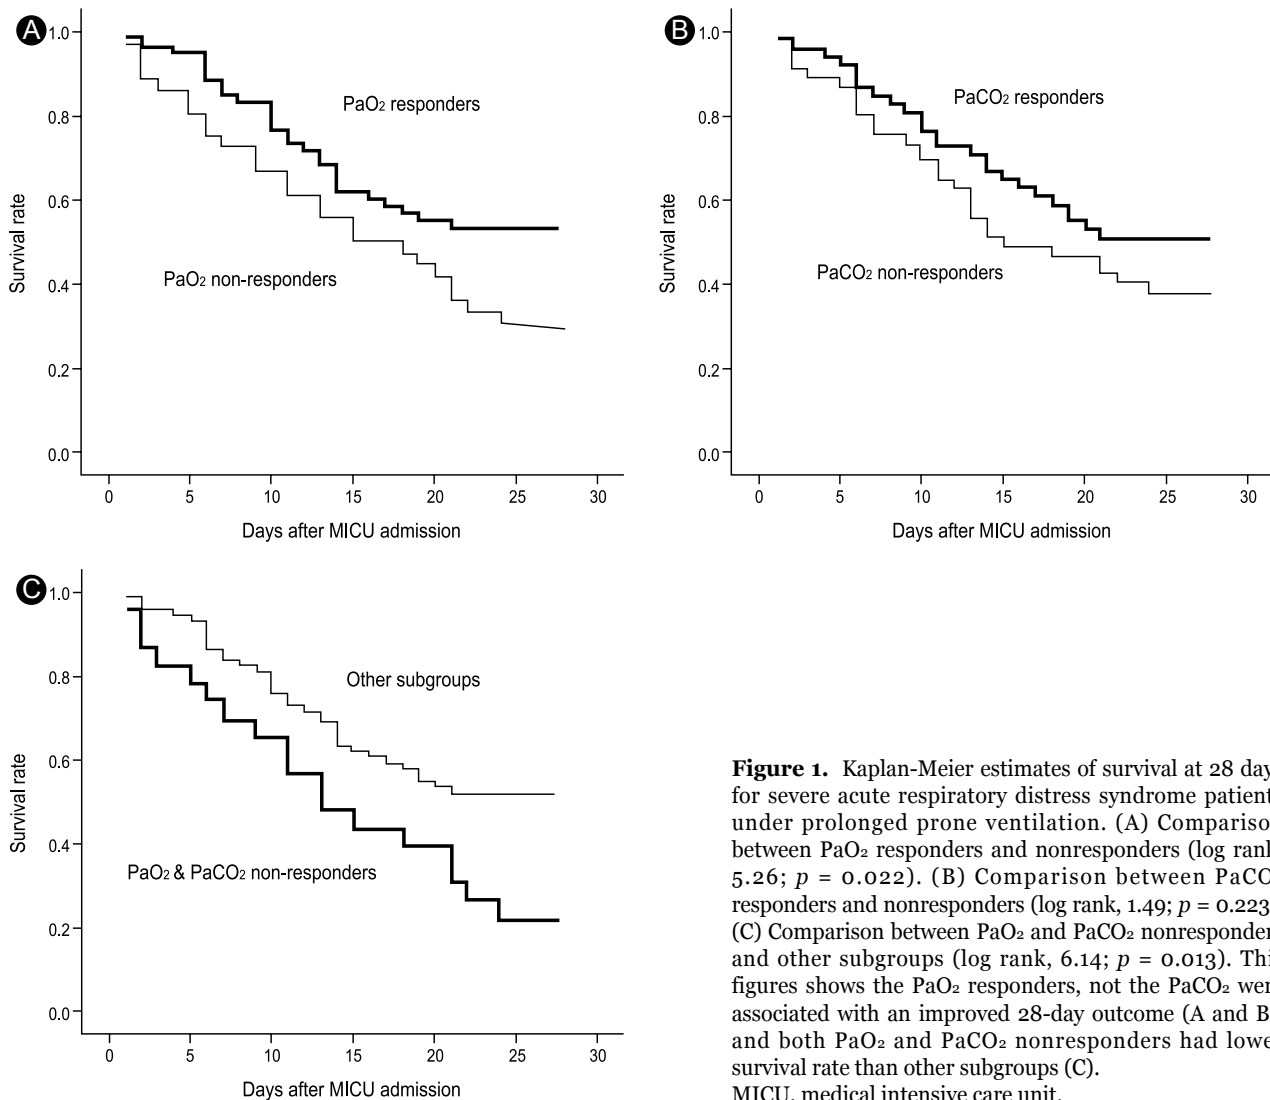 A
1.0
0.8
0.6
0.4
0.2
0.0
Survival rate
PaO2 responders
PaO2 non-responders
0 5 10 15 20 25 30
Days after MICU admission
B
1.0
0.8
0.6
0.4
0.2
0.0
Survival rate
PaCO2 responders
PaCO2 non-responders
0 5 10 15 20 25 30
Days after MICU admission
C
1.0
0.8
0.6
0.4
0.2
0.0
Survival rate
Other subgroups
PaO2 & PaCO2 non-responders
0 5 10 15 20 25 30
Days after MICU admission
Figure 1. Kaplan-Meier estimates of survival at 28 day
for severe acute respiratory distress syndrome patient
under prolonged prone ventilation. (A) Compariso
between PaO2 responders and nonresponders (log rank
5.26; p = 0.022). (B) Comparison between PaCO
responders and nonresponders (log rank, 1.49; p = 0.223
(C) Comparison between PaO2 and PaCO2 nonresponder
and other subgroups (log rank, 6.14; p = 0.013). Thi
figures shows the PaO2 responders, not the PaCO2 wer
associated with an improved 28-day outcome (A and B
and both PaO2 and PaCO2 nonresponders had lowe
survival rate than other subgroups (C).
MICU, medical intensive care unit.